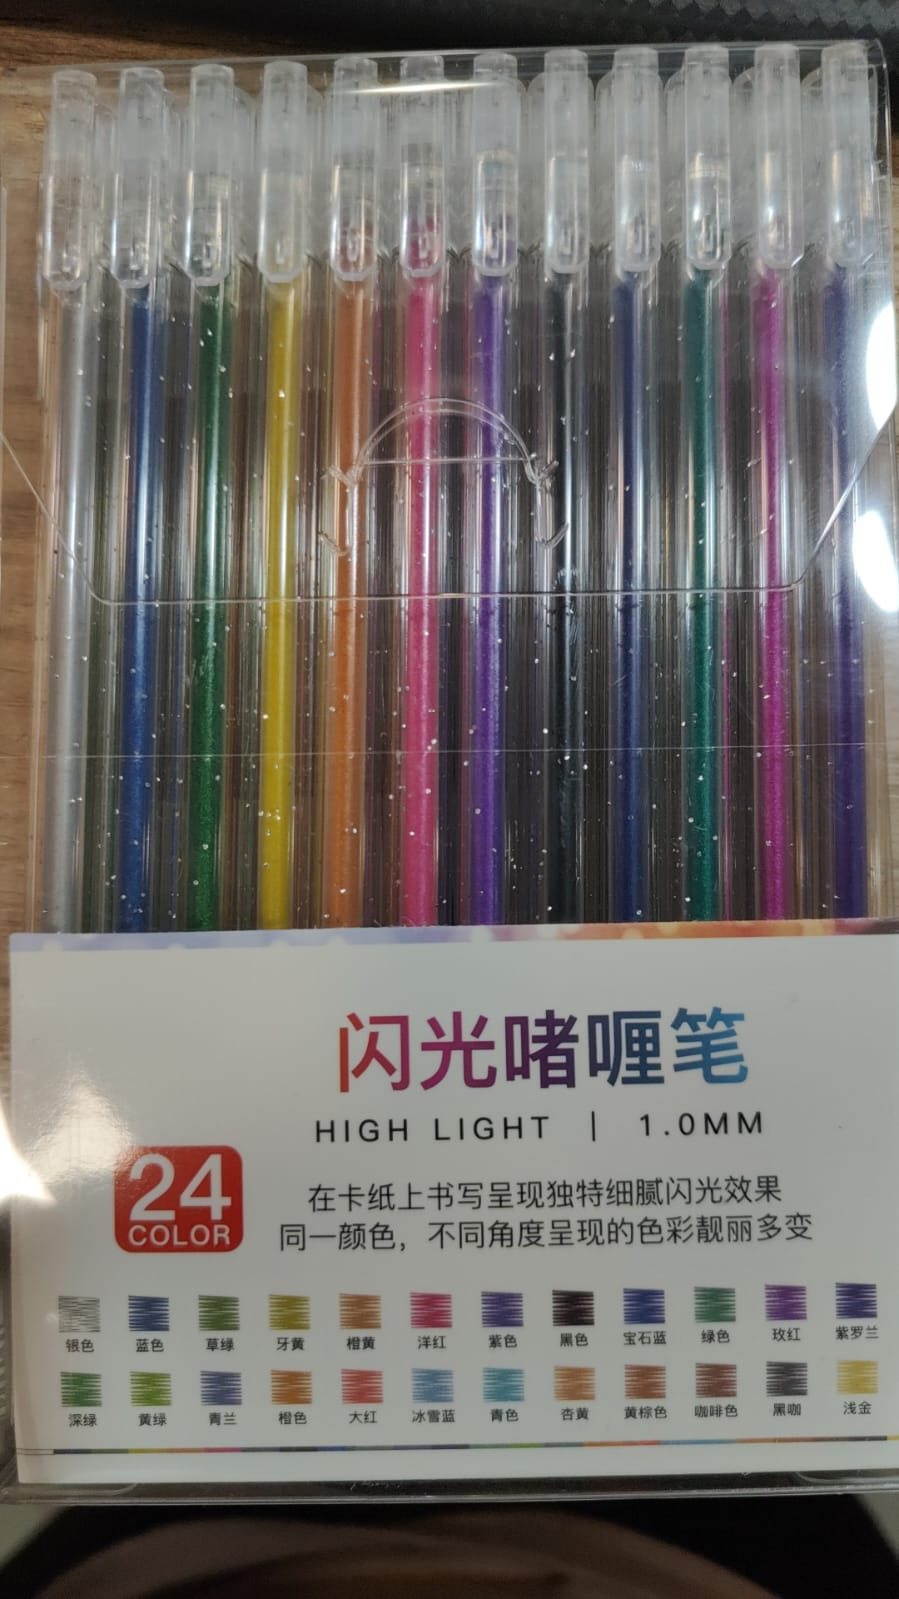 闪光啫喱笔
HIGH LIGHT | 1.0MM
24
COLOR
在卡纸上书写呈现独特细腻闪光效果
同一颜色，不同角度呈现的色彩靓丽多变
银色 蓝色 草绿 牙黄 橙黄 洋红 紫色 黑色 宝石蓝 绿色 玫红 紫罗兰
深绿 黄绿 青兰 橙色 大红 冰雪蓝 青色 杏黄 黄棕色 咖啡色 黑咖 浅金